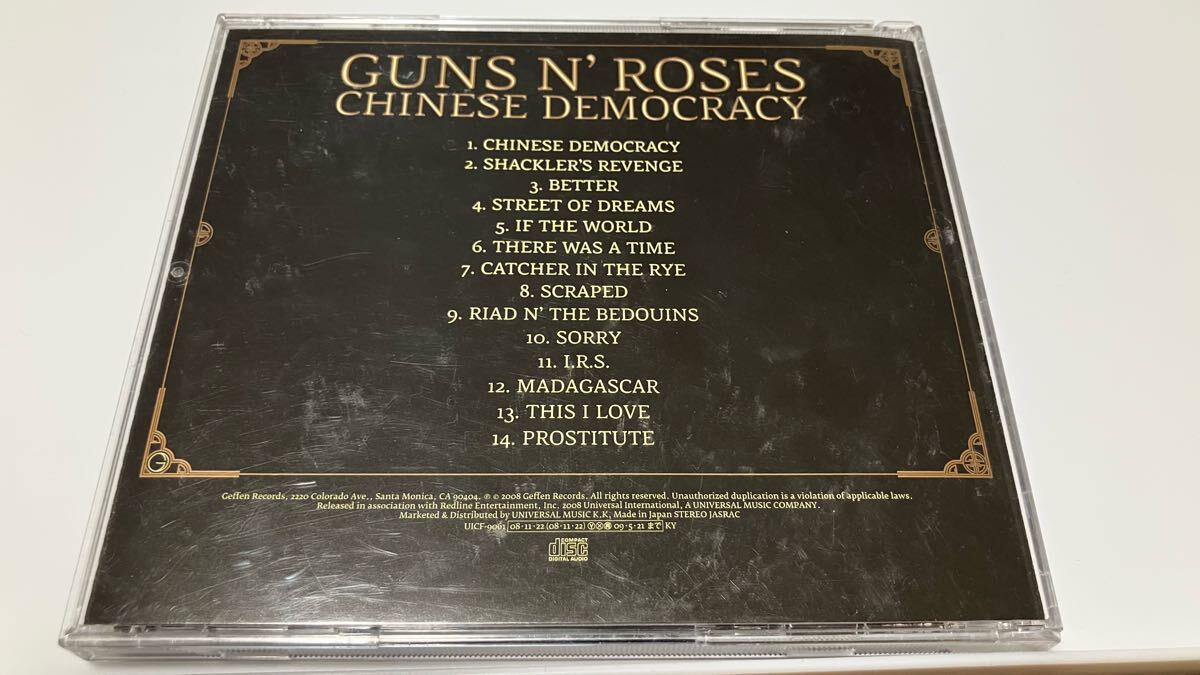 GUNS N' ROSES
CHINESE DEMOCRACY
1. CHINESE DEMOCRACY
2. SHACKLER'S REVENGE
3. BETTER
4. STREET OF DREAMS
5. IF THE WORLD
6. THERE WAS A TIME
7. CATCHER IN THE RYE
8. SCRAPED
9. RIAD N' THE BEDOUINS
10. SORRY
11. I.R.S.
12. MADAGASCAR
13. THIS I LOVE
14. PROSTITUTE
Geffen Records, 2220 Colorado Ave., Santa Monica, CA 90404. ℗ © 2008 Geffen Records. All rights reserved. Unauthorized duplication is a violation of applicable laws.
Released in association with Redline Entertainment, Inc. 2008 Universal International, A UNIVERSAL MUSIC COMPANY.
Marketed & Distributed by UNIVERSAL MUSIC K.K, Made in Japan STEREO JASRAC
UICF-9061 08·11·22 (08·11·22) Ⓨ Ⓧ 再 09·5·21 まで KY
COMPACT
disc
DIGITAL AUDIO